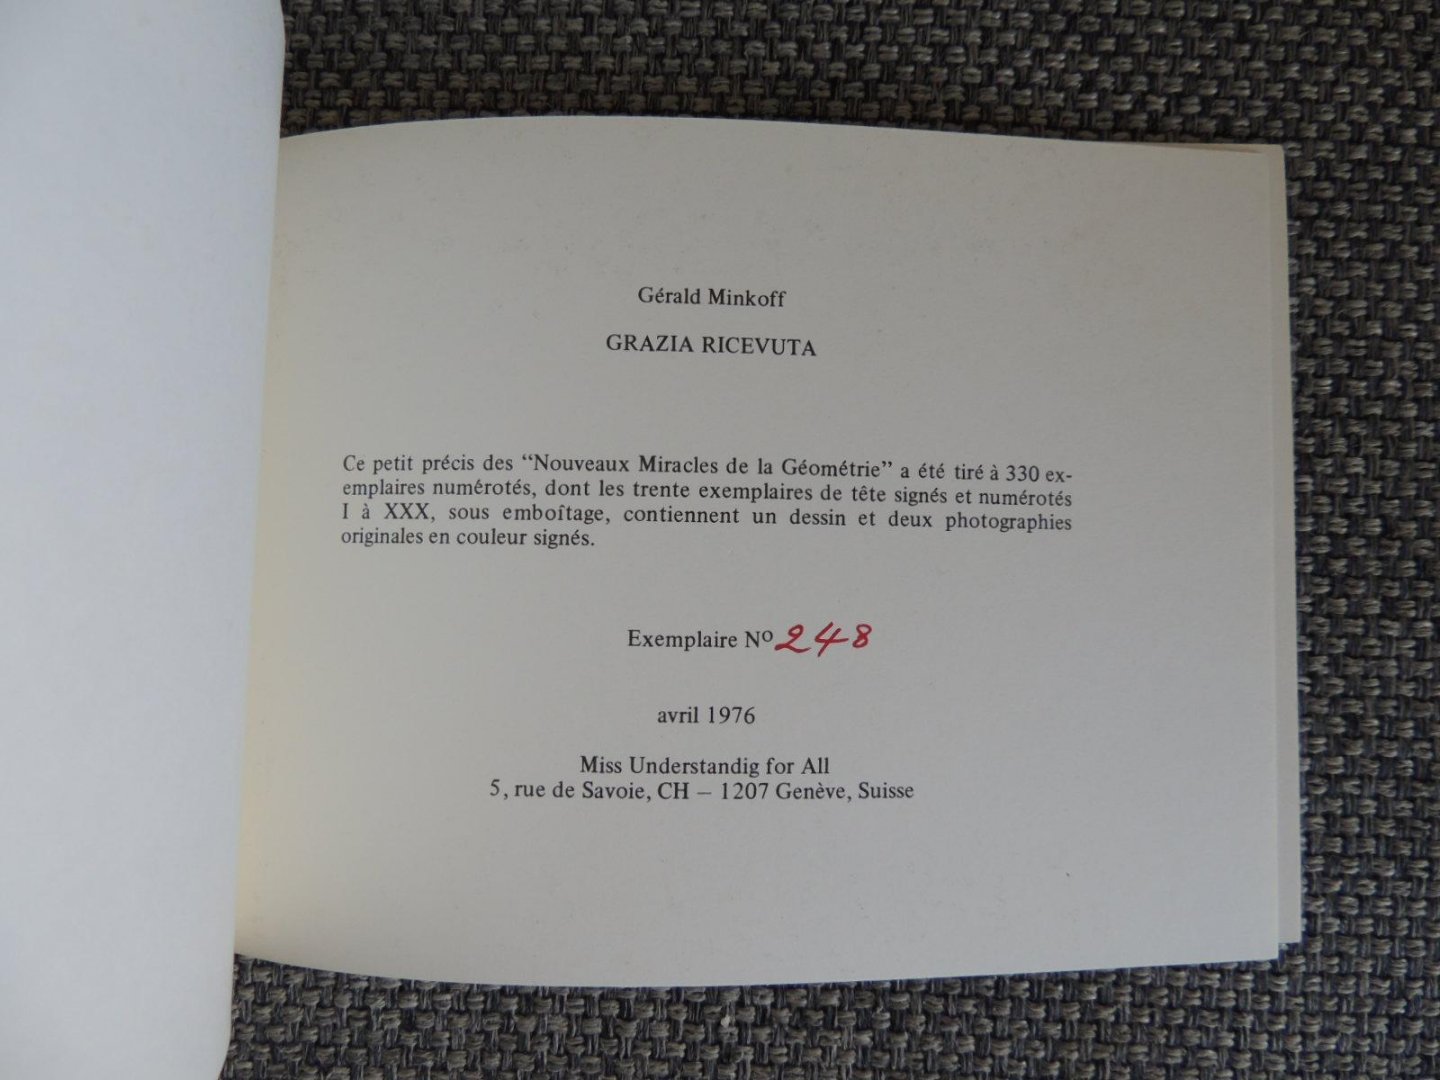 Gérald Minkoff
GRAZIA RICEVUTA
Ce petit précis des “Nouveaux Miracles de la Géométrie” a été tiré à 330 ex-
emplaires numérotés, dont les trente exemplaires de tête signés et numérotés
I à XXX, sous emboîtage, contiennent un dessin et deux photographies
originales en couleur signés.
Exemplaire Nº 248
avril 1976
Miss Understandig for All
5, rue de Savoie, CH – 1207 Genève, Suisse